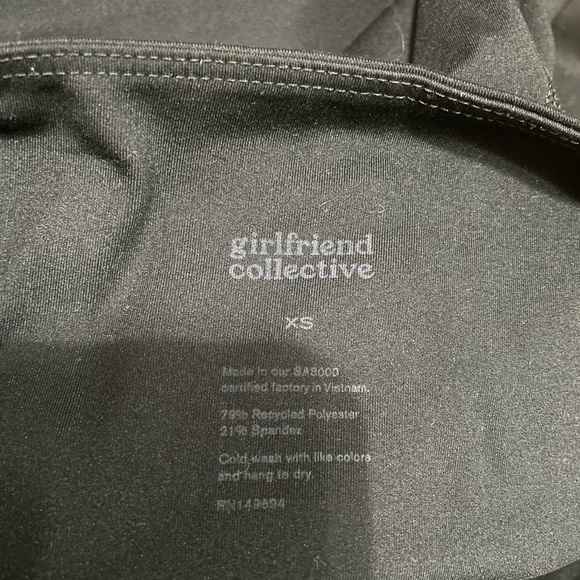 girlfriend
collective
XS
Made in our SA8000
certified factory in Vietnam.
79% Recycled Polyester
21% Spandex
Cold wash with like colors
and hang to dry.
RN149694